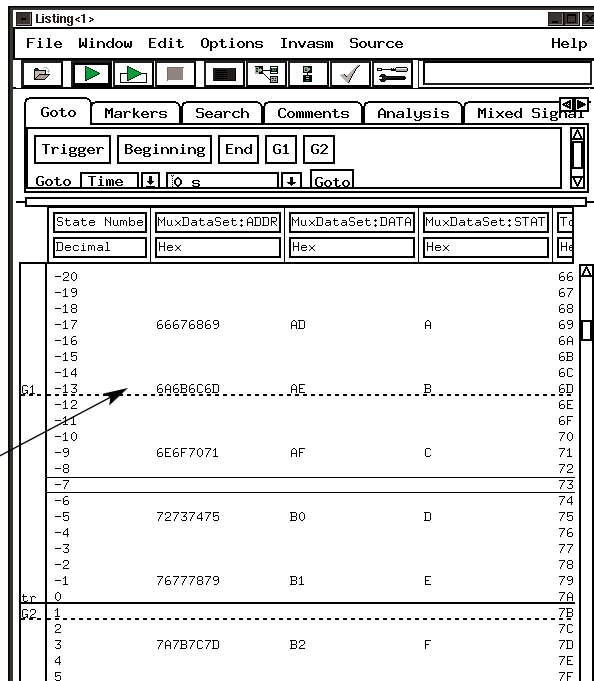 Listing<1>
File Window Edit Options Invasm Source Help
Goto Markers Search Comments Analysis Mixed Signal
Trigger Beginning End G1 G2
Goto Time 0 s Goto
State Numbe MuxDataSet:ADDR MuxDataSet:DATA MuxDataSet:STAT
Decimal Hex Hex Hex He
-20 66
-19 67
-18 68
-17 66676869 AD A 69
-16 6A
-15 6B
-14 6C
G1 -13 6A6B6C6D AE B 6D
-12 6E
-11 6F
-10 70
-9 6E6F7071 AF C 71
-8 72
-7 73
-6 74
-5 72737475 B0 D 75
-4 76
-3 77
-2 78
-1 76777879 B1 E 79
tr 0 7A
G2 1 7B
2 7C
3 7A7B7C7D B2 F 7D
4 7E
5 7F